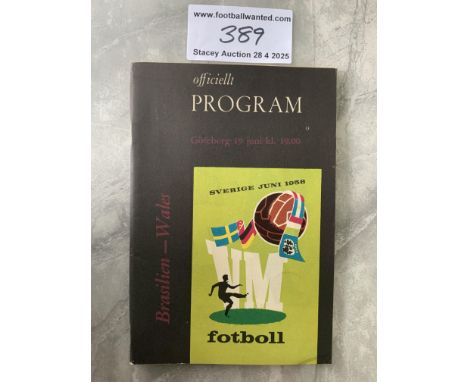 www.footballwanted.com
389
Stacey Auction 28 4 2025
officiellt
PROGRAM
Göteborg 19 juni kl. 19.00
Brasilien—Wales
SVERIGE JUNI 1958
VM
fotboll